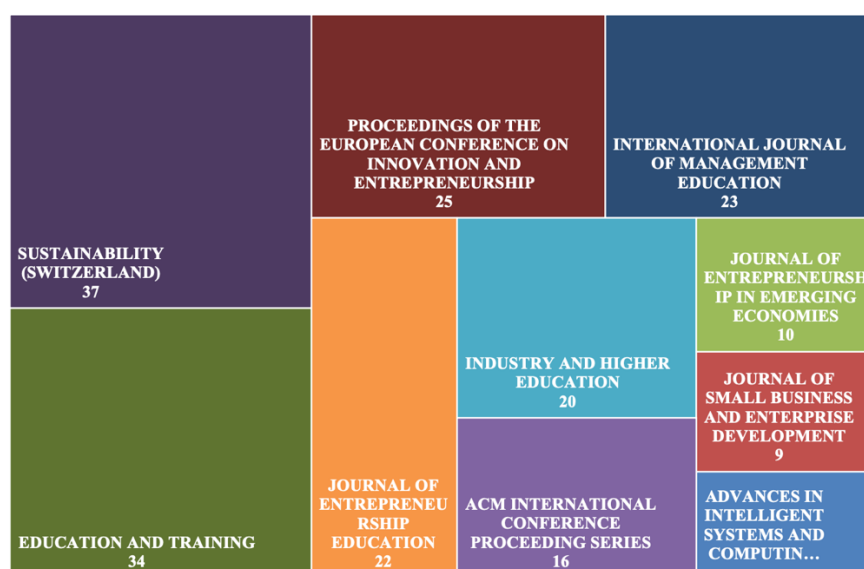 SUSTAINABILITY
(SWITZERLAND)
37
EDUCATION AND TRAINING
34
PROCEEDINGS OF THE
EUROPEAN CONFERENCE ON
INNOVATION AND
ENTREPRENEURSHIP
25
INTERNATIONAL JOURNAL
OF MANAGEMENT
EDUCATION
23
JOURNAL OF
ENTREPRENEU
RSHIP
EDUCATION
22
INDUSTRY AND HIGHER
EDUCATION
20
ACM INTERNATIONAL
CONFERENCE
PROCEEDING SERIES
16
JOURNAL OF
ENTREPRENEURSH
IP IN EMERGING
ECONOMIES
10
JOURNAL OF
SMALL BUSINESS
AND ENTERPRISE
DEVELOPMENT
9
ADVANCES IN
INTELLIGENT
SYSTEMS AND
COMPUTIN…